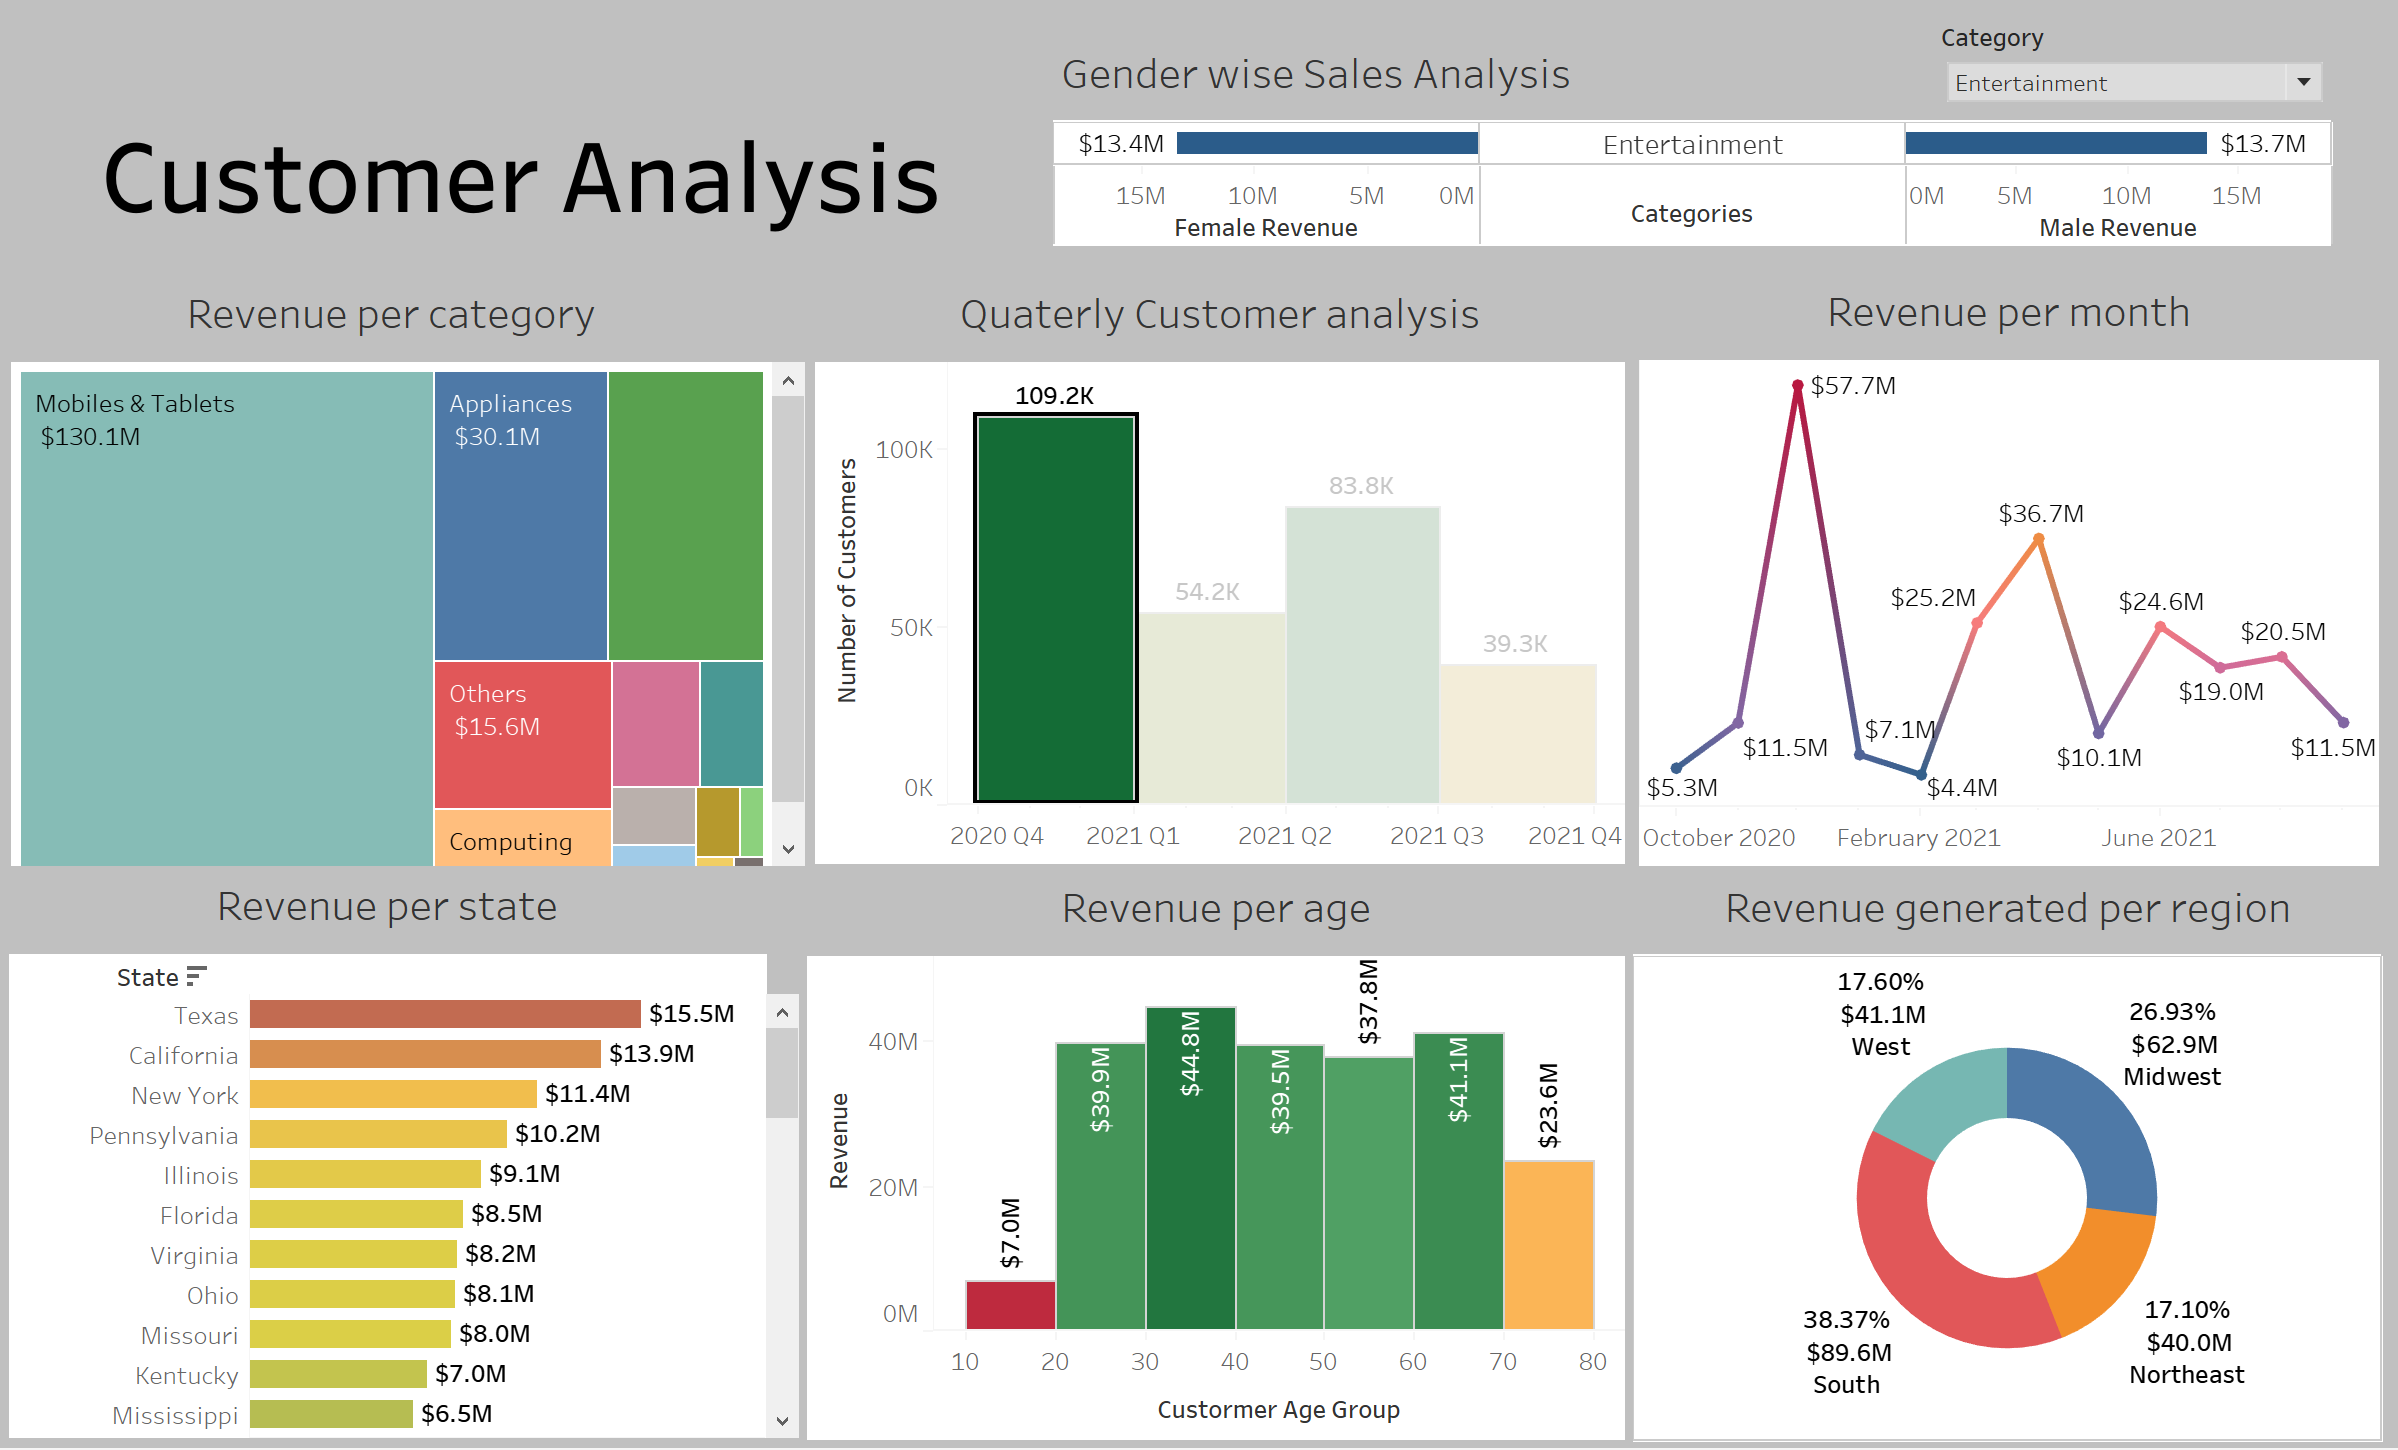 Category
Gender wise Sales Analysis
Entertainment
Customer Analysis
$13.4M
Entertainment
$13.7M
15M 10M 5M 0M
Categories
0M 5M 10M 15M
Female Revenue
Male Revenue
Revenue per category
Mobiles & Tablets
$130.1M
Appliances
$30.1M
Others
$15.6M
Computing
Quaterly Customer analysis
Number of Customers
100K
50K
0K
109.2K
54.2K
83.8K
39.3K
2020 Q4 2021 Q1 2021 Q2 2021 Q3 2021 Q4
Revenue per month
$57.7M
$36.7M
$25.2M
$24.6M
$20.5M
$19.0M
$7.1M
$11.5M
$10.1M
$11.5M
$5.3M
$4.4M
October 2020 February 2021 June 2021
Revenue per state
State
Texas $15.5M
California $13.9M
New York $11.4M
Pennsylvania $10.2M
Illinois $9.1M
Florida $8.5M
Virginia $8.2M
Ohio $8.1M
Missouri $8.0M
Kentucky $7.0M
Mississippi $6.5M
Revenue per age
Revenue
40M
20M
0M
$7.0M
$39.9M
$44.8M
$39.5M
$37.8M
$41.1M
$23.6M
10 20 30 40 50 60 70 80
Custormer Age Group
Revenue generated per region
17.60%
$41.1M
West
26.93%
$62.9M
Midwest
38.37%
$89.6M
South
17.10%
$40.0M
Northeast